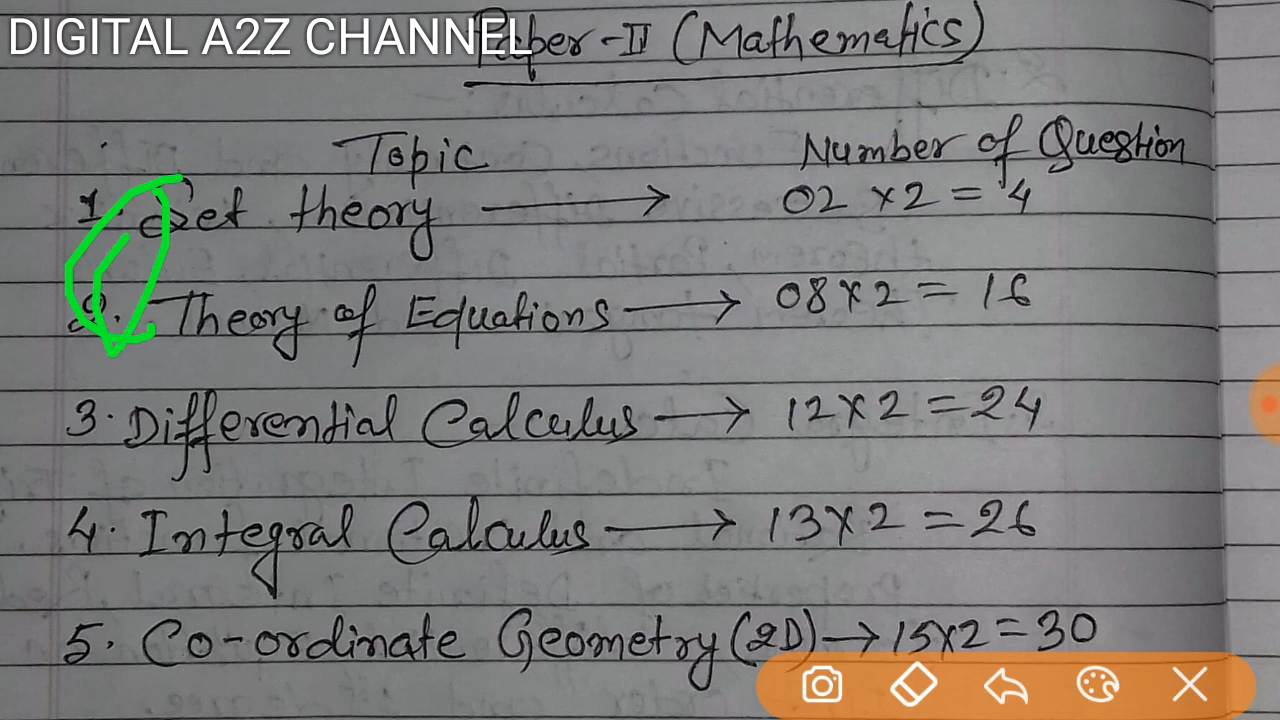 DIGITAL A2Z CHANNEL
Paper-II (Mathematics)
Topic Number of Question
1. Set theory → 02 ×2 = 4
2. Theory of Equations → 08×2 = 16
3. Differential Calculus → 12×2 = 24
4. Integral Calculus → 13×2 = 26
5. Co-ordinate Geometry (2D) → 15×2 = 30